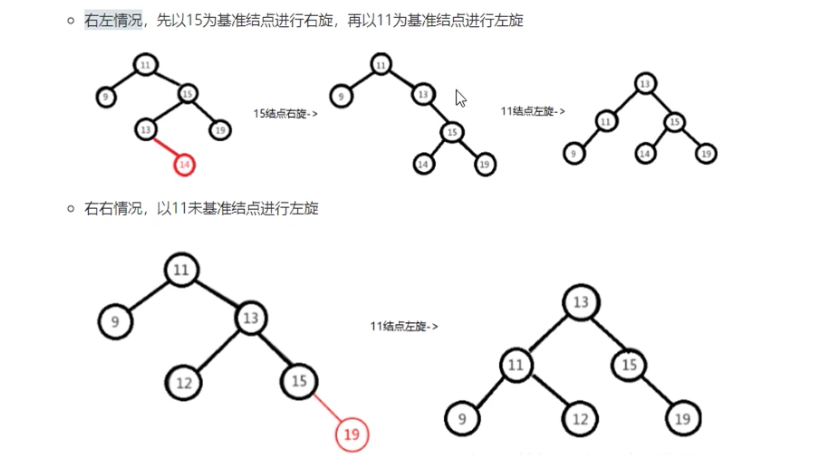 右左情况，先以15为基准结点进行右旋，再以11为基准结点进行左旋
11 11 13
9 15 15结点右旋-> 9 13 11结点左旋-> 11 15
13 19 15 9 14 19
14 14 19
右右情况，以11未基准结点进行左旋
11
9 13 11结点左旋-> 13
12 15 11 15
19 9 12 19